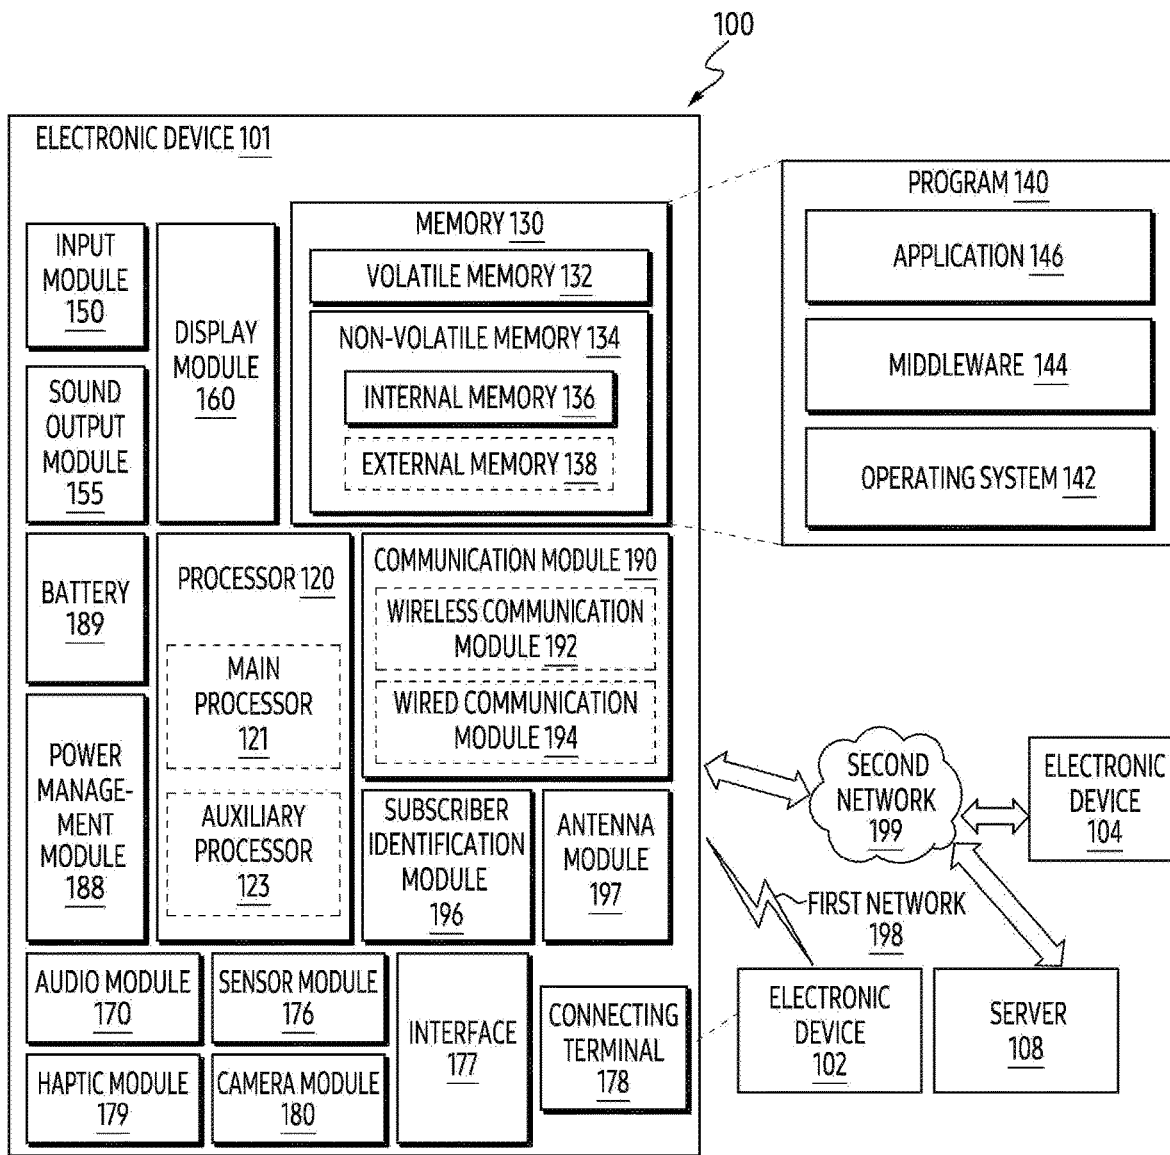 100
ELECTRONIC DEVICE 101
INPUT
MODULE
150
SOUND
OUTPUT
MODULE
155
DISPLAY
MODULE
160
MEMORY 130
VOLATILE MEMORY 132
NON-VOLATILE MEMORY 134
INTERNAL MEMORY 136
EXTERNAL MEMORY 138
PROGRAM 140
APPLICATION 146
MIDDLEWARE 144
OPERATING SYSTEM 142
BATTERY
189
POWER
MANAGE-
MENT
MODULE
188
PROCESSOR 120
MAIN
PROCESSOR
121
AUXILIARY
PROCESSOR
123
COMMUNICATION MODULE 190
WIRELESS COMMUNICATION
MODULE 192
WIRED COMMUNICATION
MODULE 194
SUBSCRIBER
IDENTIFICATION
MODULE
196
ANTENNA
MODULE
197
SECOND
NETWORK
199
ELECTRONIC
DEVICE
104
FIRST NETWORK
198
AUDIO MODULE
170
SENSOR MODULE
176
INTERFACE
177
CONNECTING
TERMINAL
178
HAPTIC MODULE
179
CAMERA MODULE
180
ELECTRONIC
DEVICE
102
SERVER
108